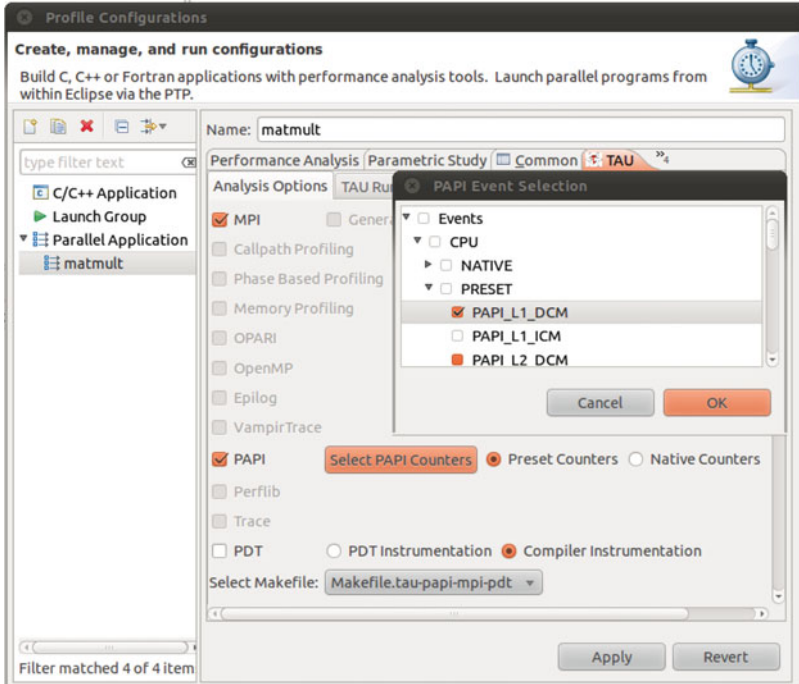 Profile Configurations
Create, manage, and run configurations
Build C, C++ or Fortran applications with performance analysis tools. Launch parallel programs from
within Eclipse via the PTP.
type filter text
C/C++ Application
Launch Group
Parallel Application
matmult
Filter matched 4 of 4 item
Name: matmult
Performance Analysis Parametric Study Common TAU »4
Analysis Options TAU Ru
MPI Genera
Callpath Profiling
Phase Based Profiling
Memory Profiling
OPARI
OpenMP
Epilog
VampirTrace
PAPI Select PAPI Counters Preset Counters Native Counters
Perflib
Trace
PDT PDT Instrumentation Compiler Instrumentation
Select Makefile: Makefile.tau-papi-mpi-pdt
Apply Revert
PAPI Event Selection
Events
CPU
NATIVE
PRESET
PAPI_L1_DCM
PAPI_L1_ICM
PAPI_L2_DCM
Cancel OK